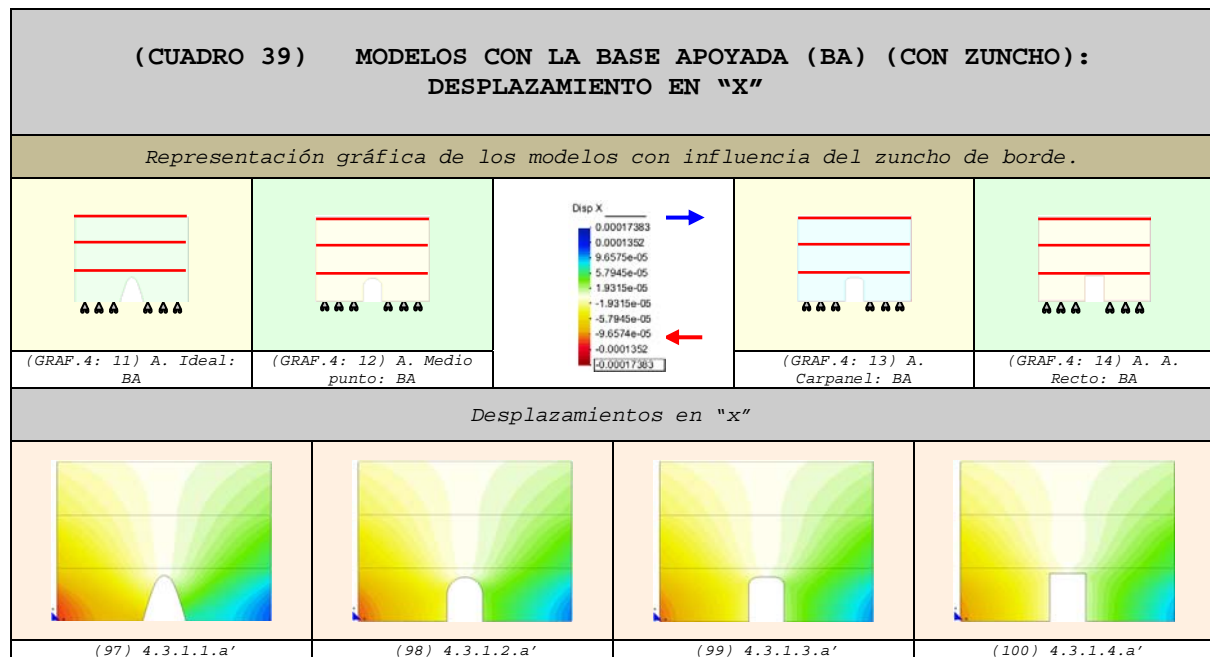 (CUADRO 39) MODELOS CON LA BASE APOYADA (BA) (CON ZUNCHO):
DESPLAZAMIENTO EN “X”
Representación gráfica de los modelos con influencia del zuncho de borde.
Disp X
0.00017383
0.0001352
9.6575e-05
5.7945e-05
1.9315e-05
-1.9315e-05
-5.7945e-05
-9.6574e-05
-0.0001352
-0.00017383
(GRAF.4: 11) A. Ideal:
BA
(GRAF.4: 12) A. Medio
punto: BA
(GRAF.4: 13) A.
Carpanel: BA
(GRAF.4: 14) A. A.
Recto: BA
Desplazamientos en “x”
(97) 4.3.1.1.a’
(98) 4.3.1.2.a’
(99) 4.3.1.3.a’
(100) 4.3.1.4.a’